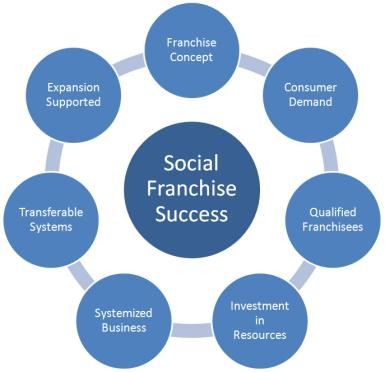 Franchise
Concept
Consumer
Demand
Qualified
Franchisees
Investment
in
Resources
Systemized
Business
Transferable
Systems
Expansion
Supported
Social
Franchise
Success